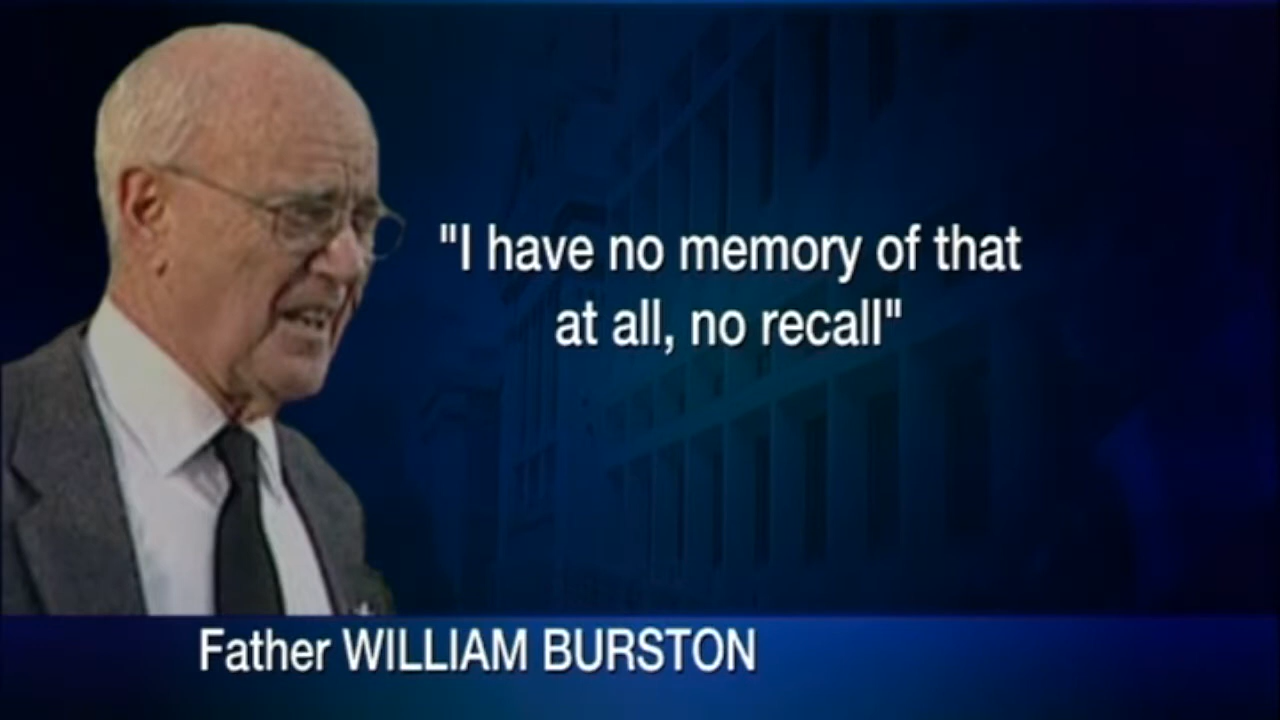 "I have no memory of that
at all, no recall"
Father WILLIAM BURSTON